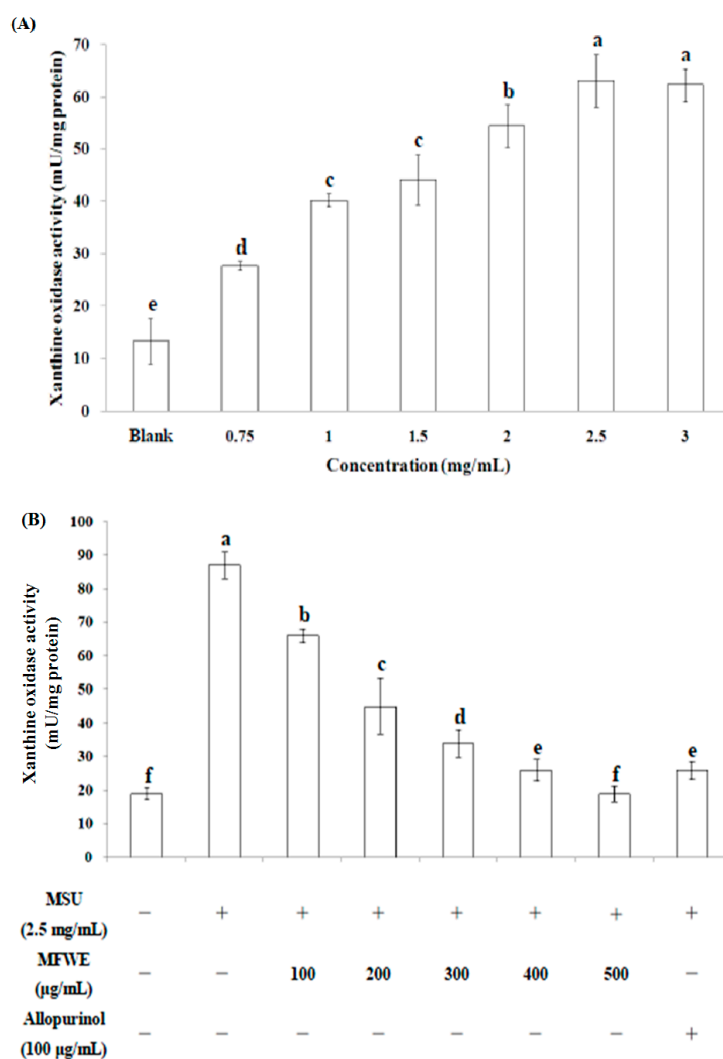 (A)
Xanthine oxidase activity (mU/mg protein)
70
60
50
40
30
20
10
0
e
d
c
c
b
a
a
Blank 0.75 1 1.5 2 2.5 3
Concentration (mg/mL)
(B)
Xanthine oxidase activity
(mU/mg protein)
100
90
80
70
60
50
40
30
20
10
0
f
a
b
c
d
e
f
e
MSU
(2.5 mg/mL)
− + + + + + + +
MFWE
(µg/mL)
− − 100 200 300 400 500 −
Allopurinol
(100 µg/mL)
− − − − − − − +